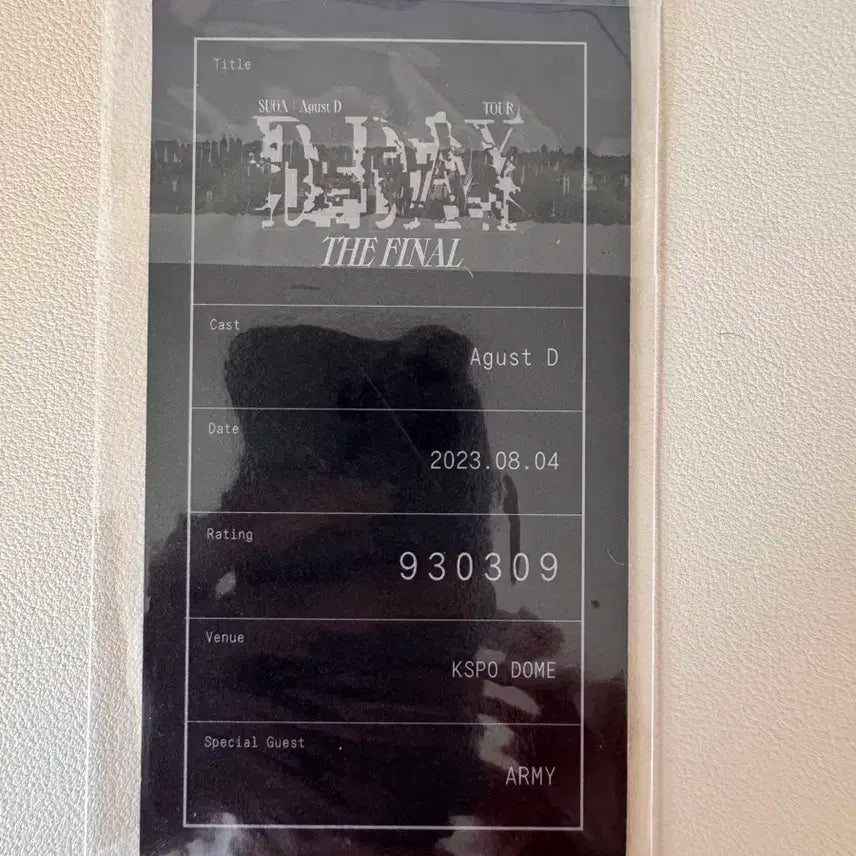 Title
SUGA | Agust D TOUR
D-DAY
THE FINAL
Cast
Agust D
Date
2023.08.04
Rating
930309
Venue
KSPO DOME
Special Guest
ARMY